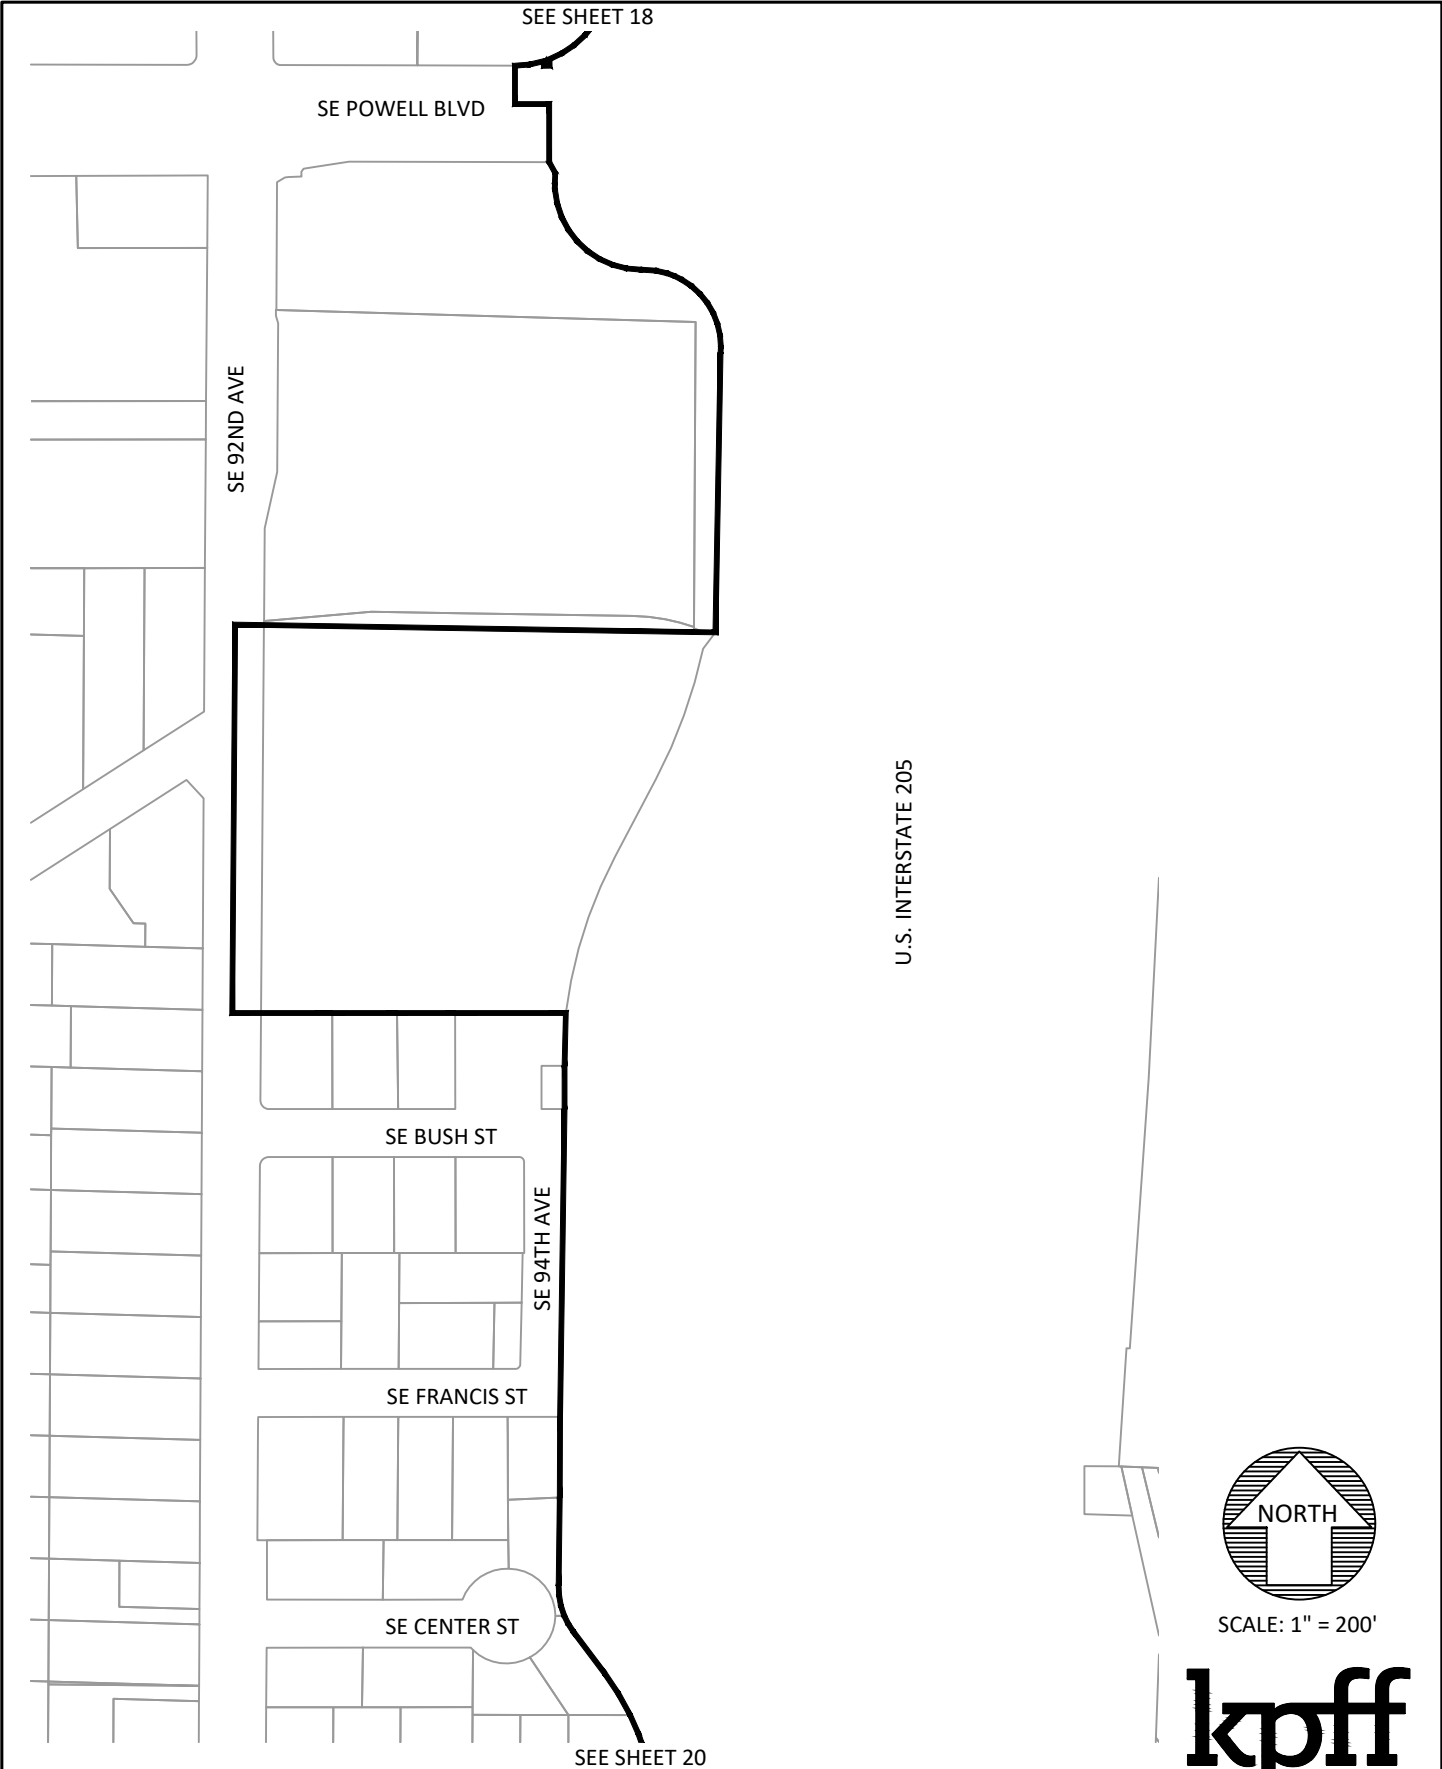 SEE SHEET 18
SE POWELL BLVD
SE 92ND AVE
U.S. INTERSTATE 205
SE BUSH ST
SE 94TH AVE
SE FRANCIS ST
NORTH
SE CENTER ST
SCALE: 1" = 200'
kpff
SEE SHEET 20